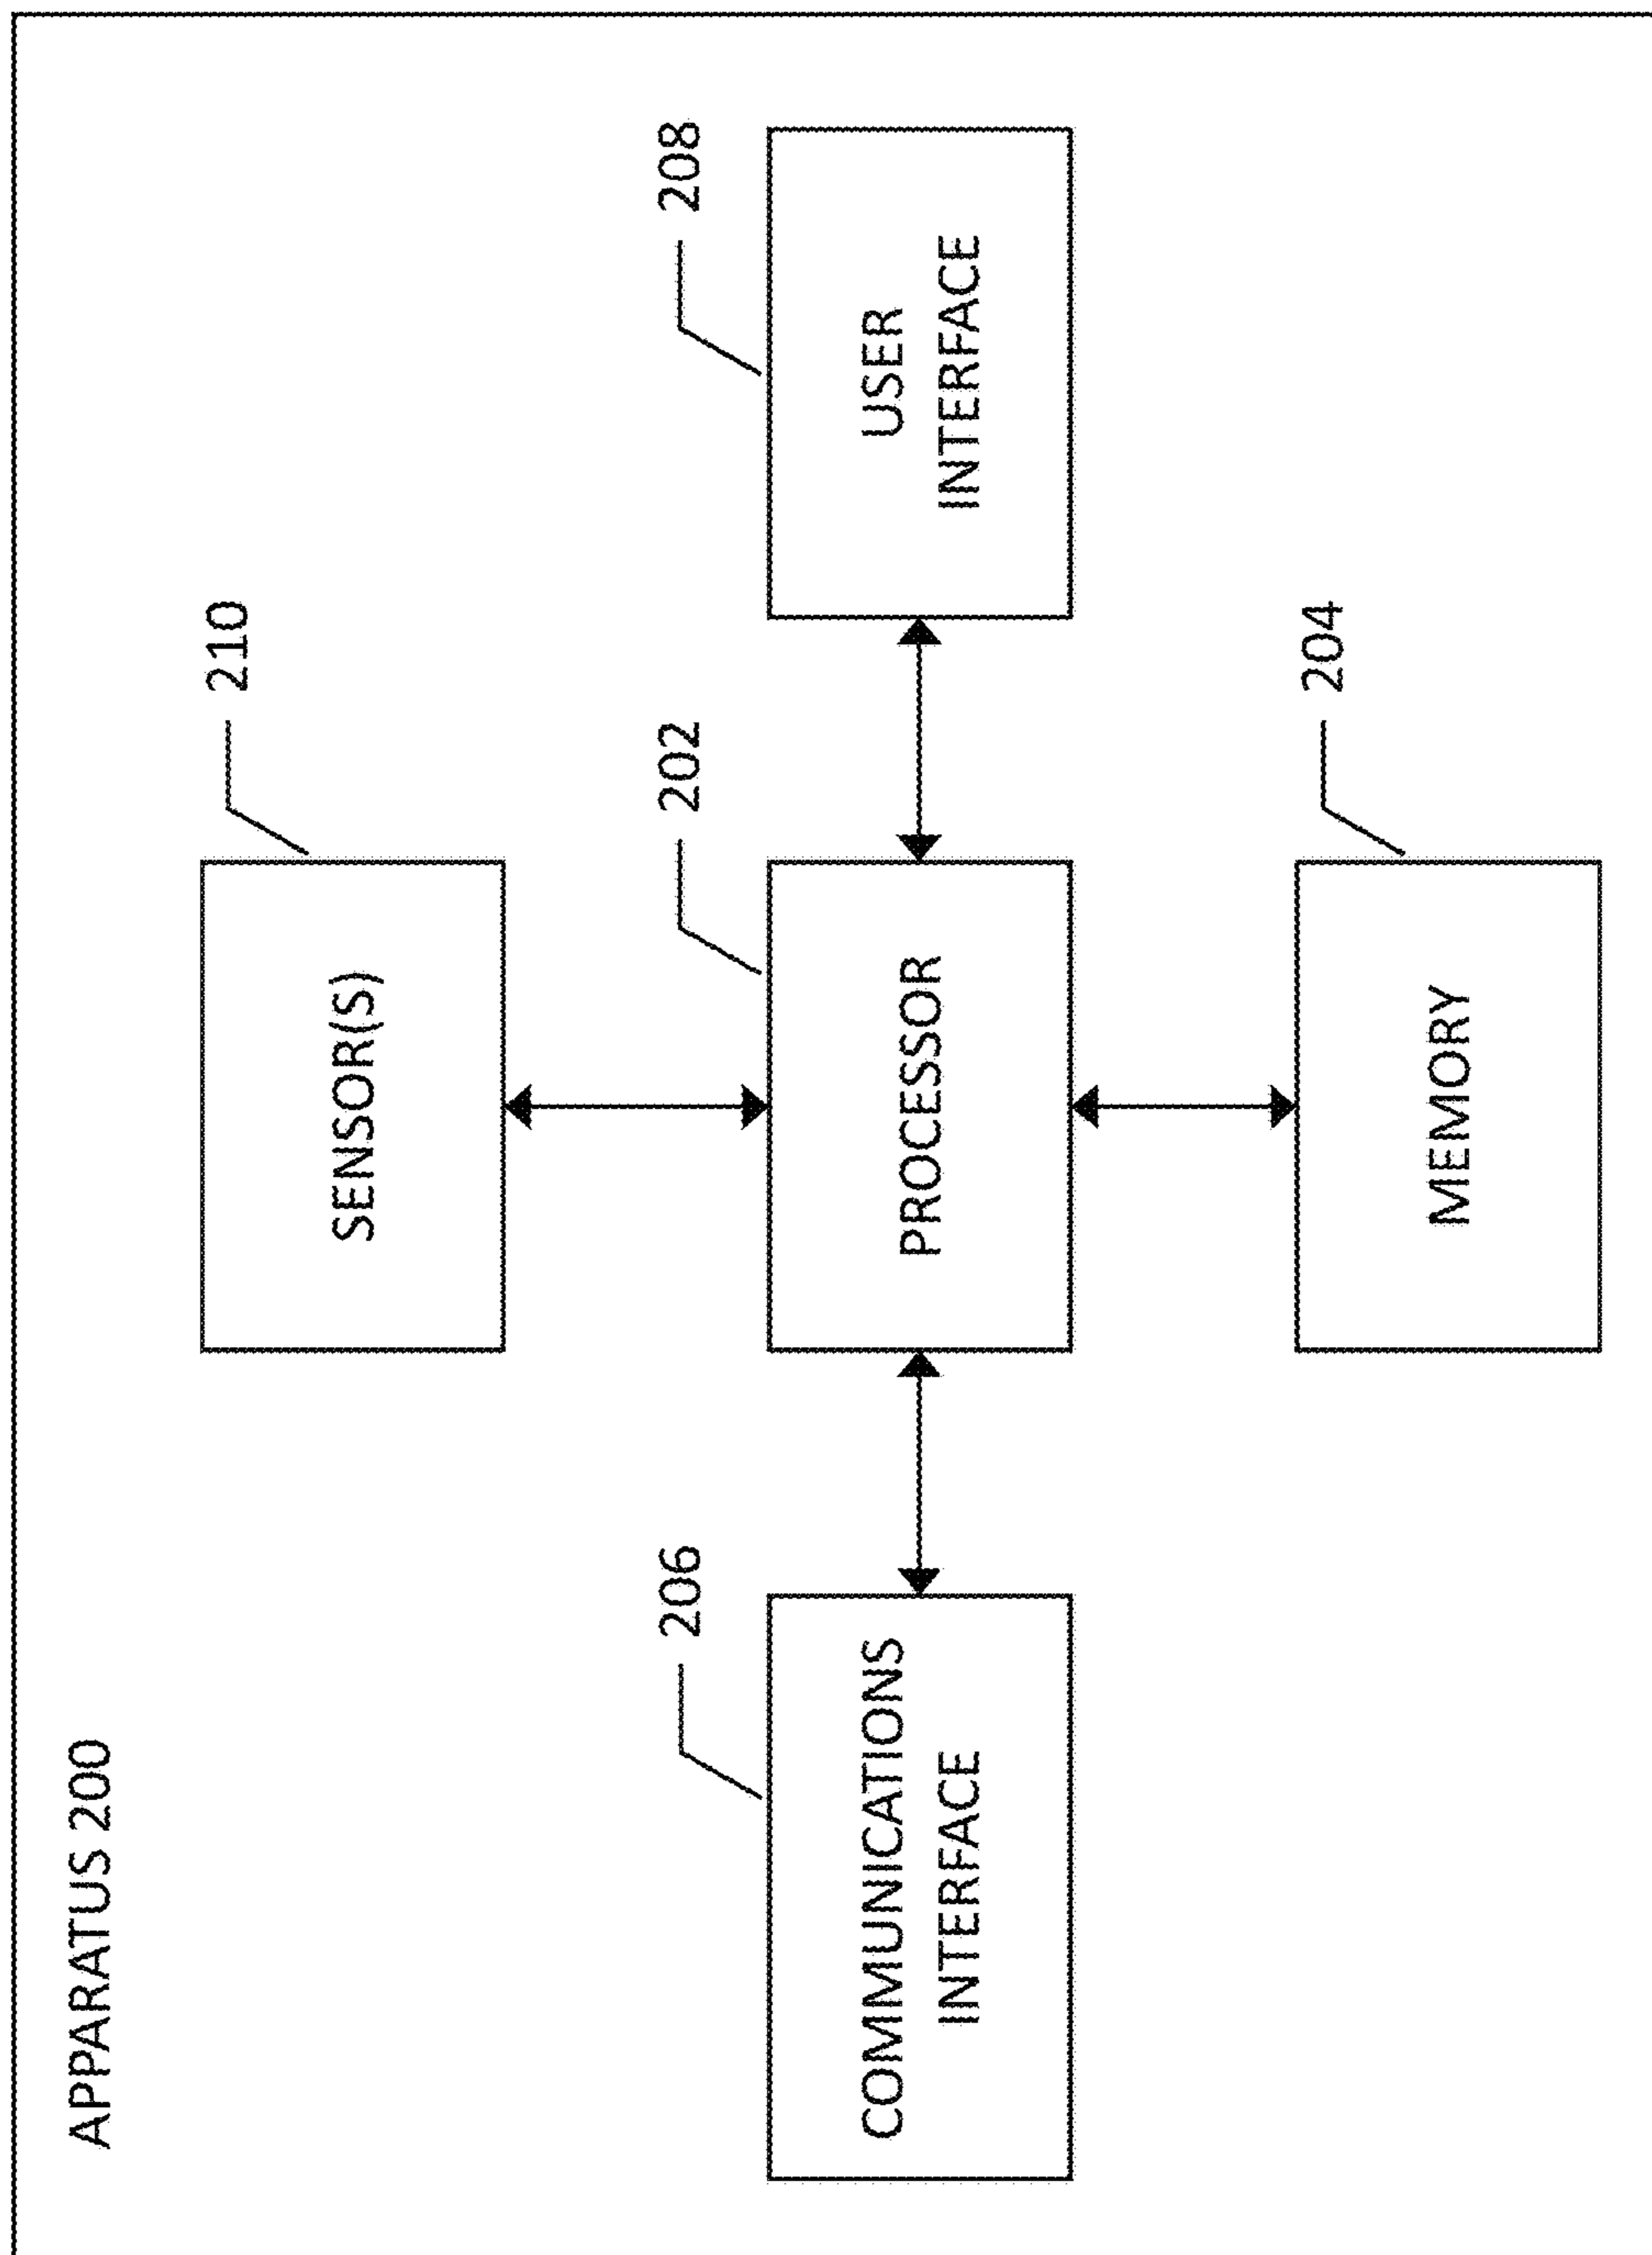 APPARATUS 200
210
SENSOR(S)
206
COMMUNICATIONS
INTERFACE
202
PROCESSOR
208
USER
INTERFACE
204
MEMORY